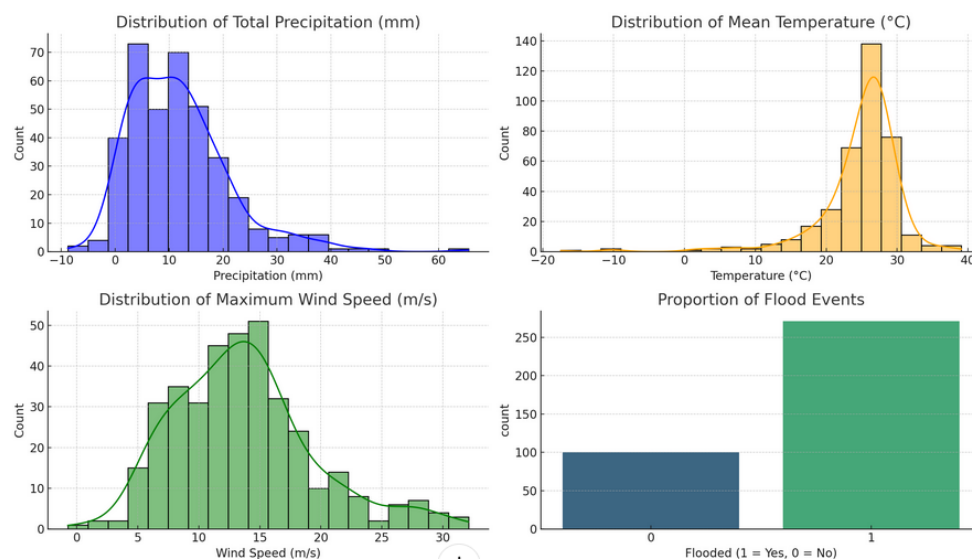 Distribution of Total Precipitation (mm)
Count
70
60
50
40
30
20
10
0
−10 0 10 20 30 40 50 60
Precipitation (mm)
Distribution of Mean Temperature (°C)
Count
140
120
100
80
60
40
20
0
−20 −10 0 10 20 30 40
Temperature (°C)
Distribution of Maximum Wind Speed (m/s)
Count
50
40
30
20
10
0
0 5 10 15 20 25 30
Wind Speed (m/s)
Proportion of Flood Events
count
250
200
150
100
50
0
0 1
Flooded (1 = Yes, 0 = No)